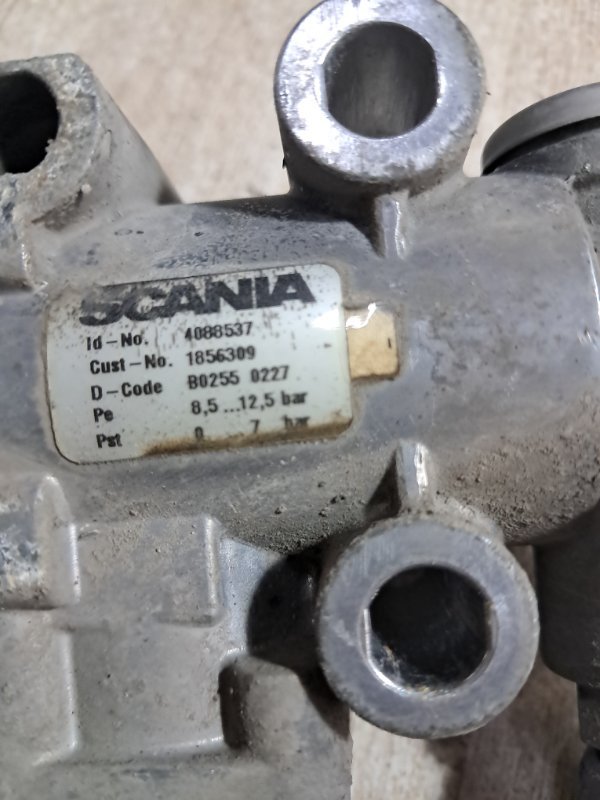 SCANIA
Id-No. 4088537
Cust-No. 1856309
D-Code B0255 0227
Pe 8,5 ...12,5 bar
Pst 0 ... 7 bar